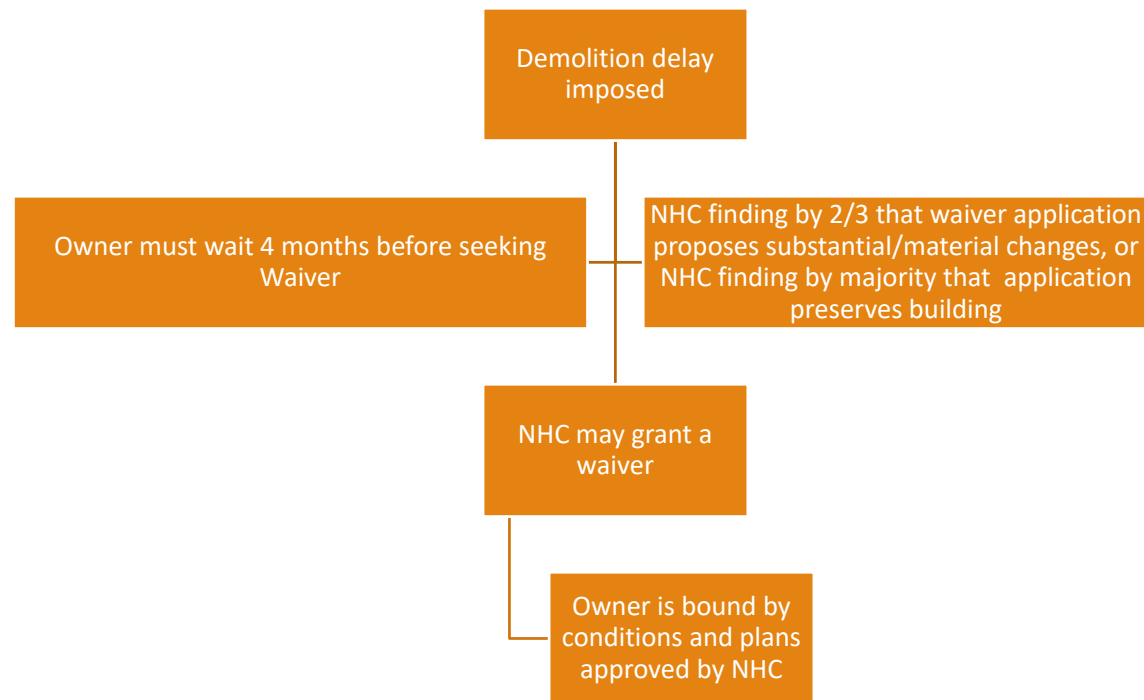 Demolition delay
imposed
Owner must wait 4 months before seeking
Waiver
NHC finding by 2/3 that waiver application
proposes substantial/material changes, or
NHC finding by majority that  application
preserves building
NHC may grant a
waiver
Owner is bound by
conditions and plans
approved by NHC